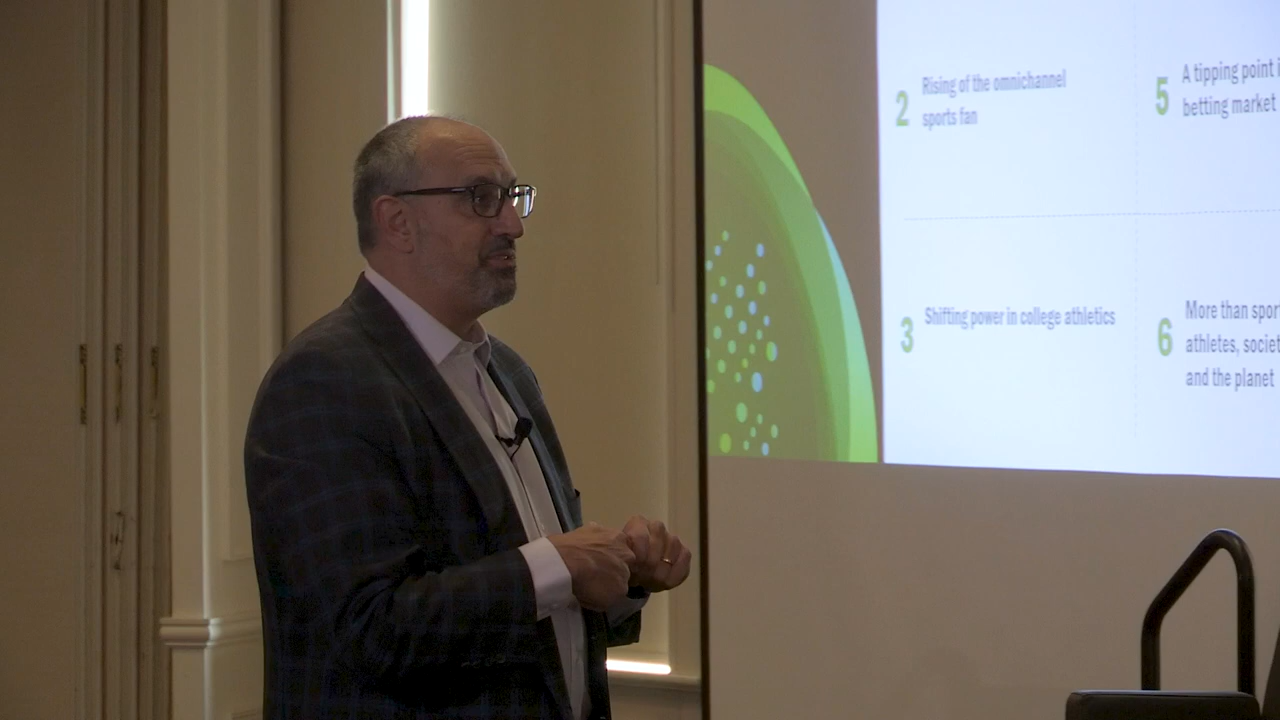 2
Rising of the omnichannel
sports fan
3
Shifting power in college athletics
5
A tipping point i
betting market
6
More than spor
athletes, societ
and the planet